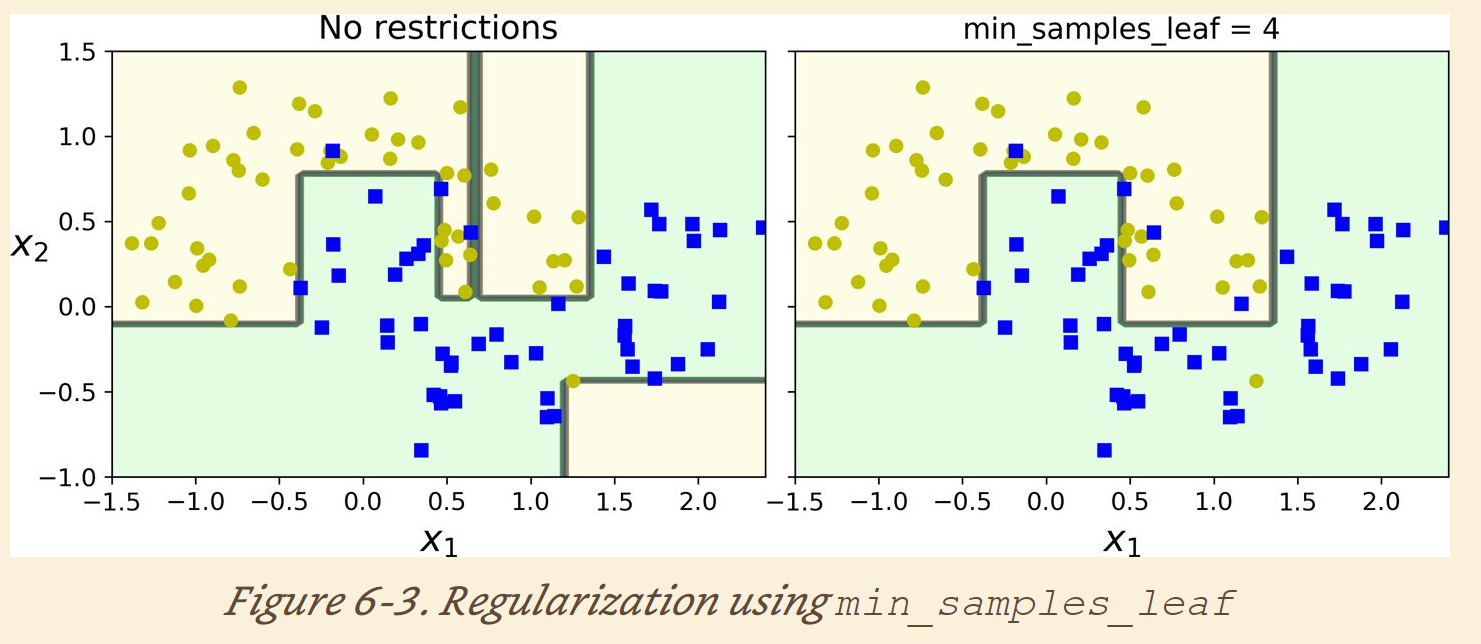 No restrictions
min_samples_leaf = 4
1.5
1.0
0.5
0.0
−0.5
−1.0
x2
−1.5 −1.0 −0.5 0.0 0.5 1.0 1.5 2.0
−1.5 −1.0 −0.5 0.0 0.5 1.0 1.5 2.0
x1
x1
Figure 6-3. Regularization using min_samples_leaf